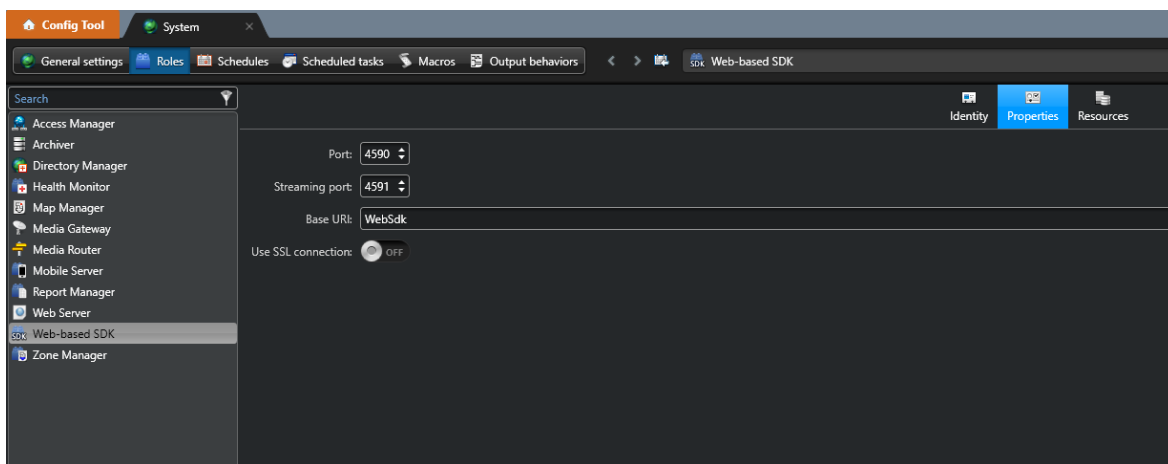 Config Tool System
General settings Roles Schedules Scheduled tasks Macros Output behaviors SDK Web-based SDK
Search
Identity Properties Resources
Access Manager
Archiver
Directory Manager
Health Monitor
Map Manager
Media Gateway
Media Router
Mobile Server
Report Manager
Web Server
SDK Web-based SDK
Zone Manager
Port: 4590
Streaming port: 4591
Base URI: WebSdk
Use SSL connection: OFF